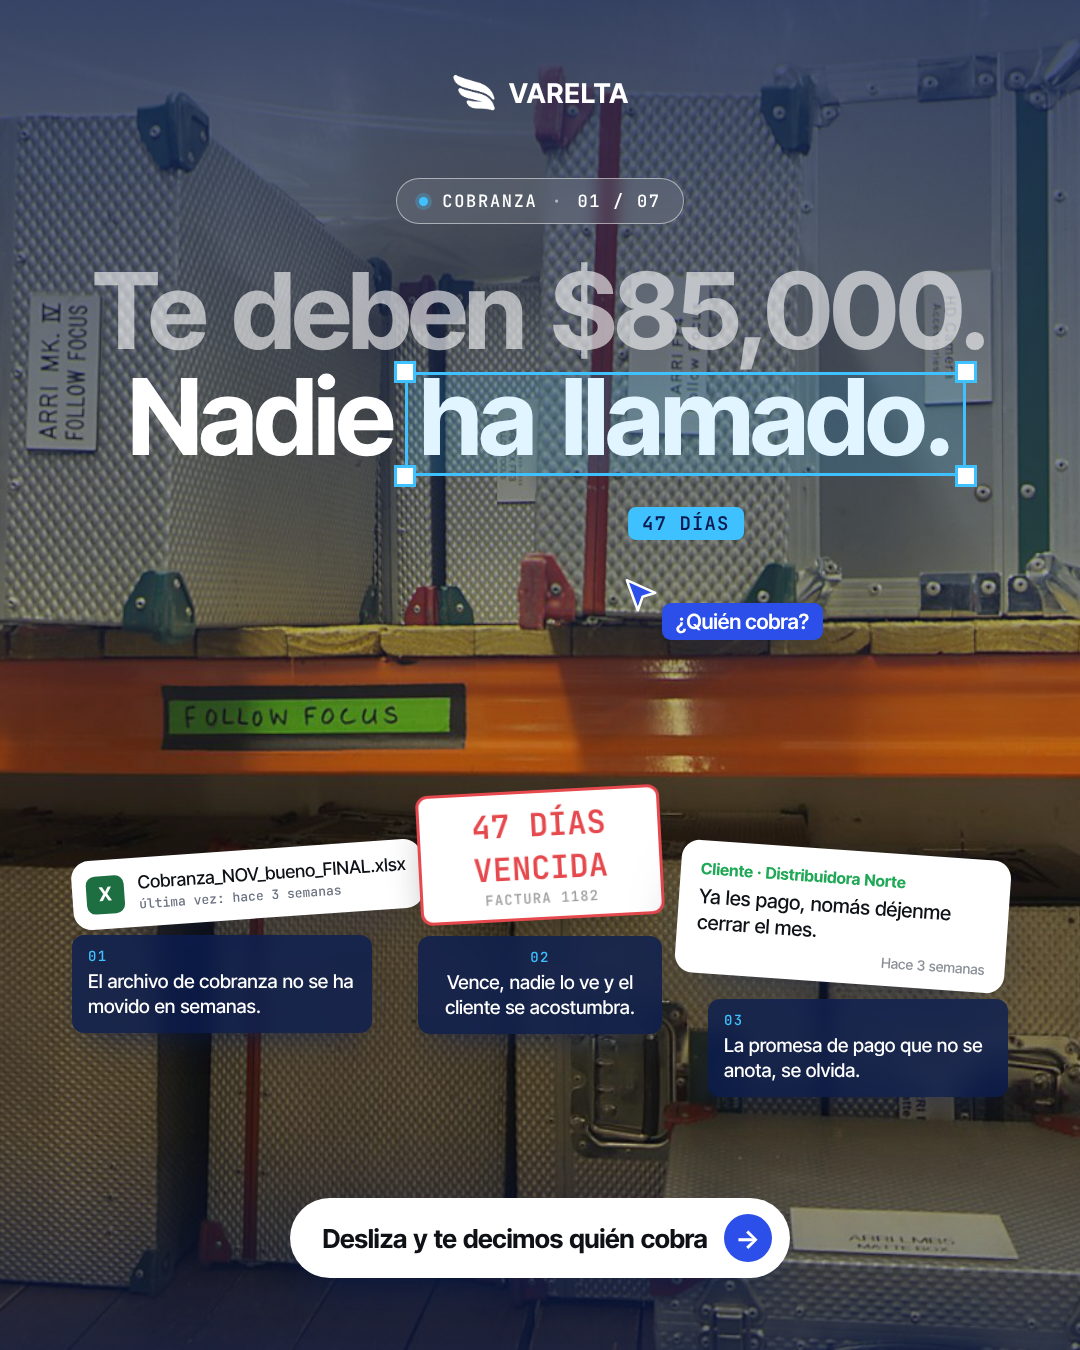 VARELTA
COBRANZA · 01 / 07
Te deben $85,000.
Nadie ha llamado.
47 DÍAS
¿Quién cobra?
ARRI MK. IV
FOLLOW FOCUS
FOLLOW FOCUS
X
Cobranza_NOV_bueno_FINAL.xlsx
última vez: hace 3 semanas
01
El archivo de cobranza no se ha
movido en semanas.
47 DÍAS
VENCIDA
FACTURA 1182
02
Vence, nadie lo ve y el
cliente se acostumbra.
Cliente · Distribuidora Norte
Ya les pago, nomás déjenme
cerrar el mes.
Hace 3 semanas
03
La promesa de pago que no se
anota, se olvida.
Desliza y te decimos quién cobra